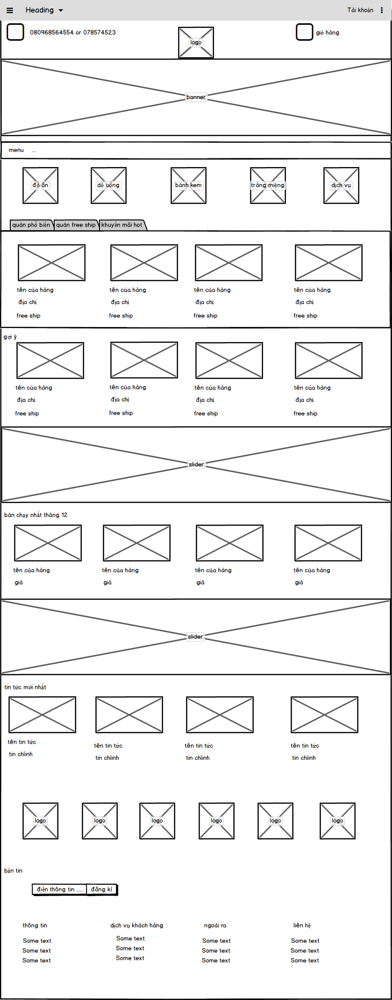 Heading
Tài khoản
080968564554 or 078574523
logo
giỏ hàng
banner
menu ...
đồ ăn
dồ uống
bánh kem
tráng miệng
dịch vụ
quán phổ biến
quán free ship
khuyến mãi hot
tên của hàng
tên của hàng
tên của hàng
tên của hàng
địa chỉ
địa chỉ
địa chỉ
địa chỉ
free ship
free ship
free ship
free ship
gợi ý
tên của hàng
tên của hàng
tên của hàng
tên của hàng
địa chỉ
địa chỉ
địa chỉ
địa chỉ
free ship
free ship
free ship
free ship
slider
bán chạy nhất tháng 12
tên của hàng
tên của hàng
tên của hàng
tên của hàng
giá
giá
giá
giá
slider
tin tức mới nhất
tên tin tức
tên tin tức
tên tin tức
tên tin tức
tin chíinh
tin chíinh
tin chíinh
tin chíinh
logo
logo
logo
logo
logo
logo
bản tin
điền thông tin ......
đăng kí
thông tin
dịch vụ khách hàng
ngoài ra
liên hệ
Some text
Some text
Some text
Some text
Some text
Some text
Some text
Some text
Some text
Some text
Some text
Some text